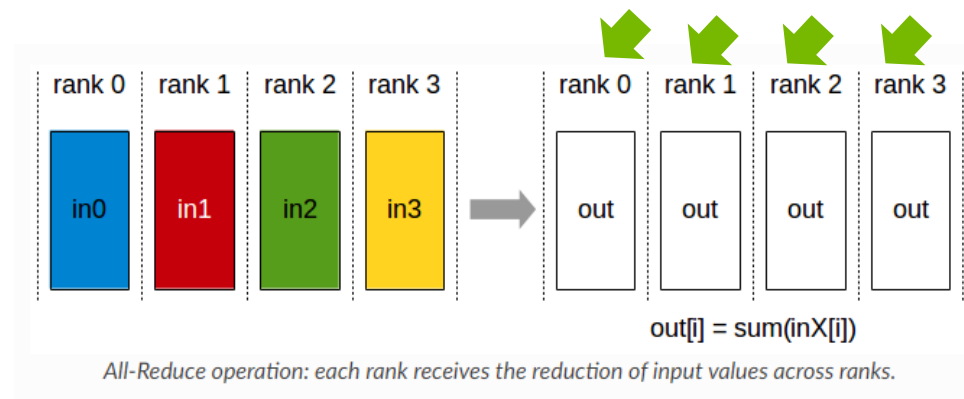 rank 0 rank 1 rank 2 rank 3 rank 0 rank 1 rank 2 rank 3
in0 in1 in2 in3 out out out out
out[i] = sum(inX[i])
All-Reduce operation: each rank receives the reduction of input values across ranks.